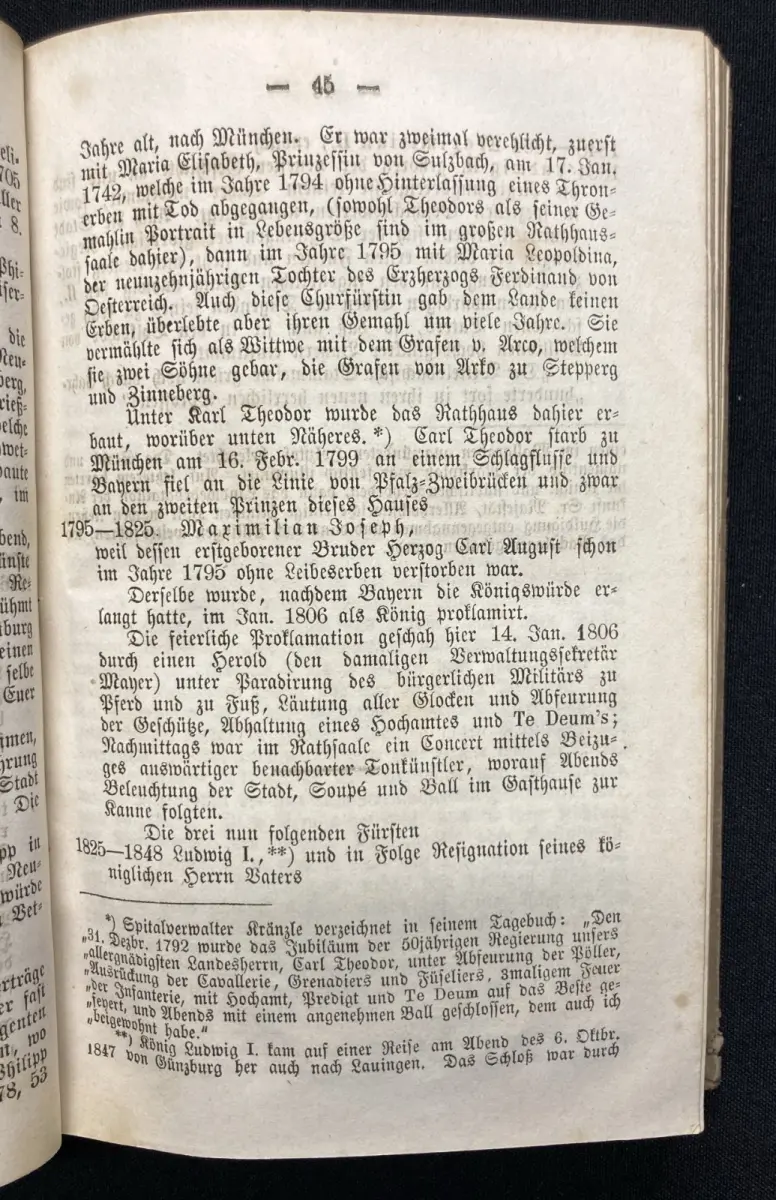 — 45 —
Jahre alt, nach München. Er war zweimal verehlicht, zuerst
mit Maria Elisabeth, Prinzessin von Sulzbach, am 17. Jan.
1742, welche im Jahre 1794 ohne Hinterlassung eines Thron-
erben mit Tod abgegangen, (sowohl Theodors als seiner Ge-
mahlin Portrait in Lebensgröße sind im großen Rathhaus-
saale dahier), dann im Jahre 1795 mit Maria Leopoldina,
der neunzehnjährigen Tochter des Erzherzogs Ferdinand von
Oesterreich. Auch diese Churfürstin gab dem Lande keinen
Erben, überlebte aber ihren Gemahl um viele Jahre. Sie
vermählte sich als Wittwe mit dem Grafen v. Arco, welchem
sie zwei Söhne gebar, die Grafen von Arko zu Stepperg
und Zinneberg.
Unter Karl Theodor wurde das Rathhaus dahier er-
baut, worüber unten Näheres.*) Carl Theodor starb zu
München am 16. Febr. 1799 an einem Schlagflusse und
Bayern fiel an die Linie von Pfalz-Zweibrücken und zwar
an den zweiten Prinzen dieses Hauses
1795—1825. Maximilian Joseph,
weil dessen erstgeborener Bruder Herzog Carl August schon
im Jahre 1795 ohne Leibeserben verstorben war.
Derselbe wurde, nachdem Bayern die Königswürde er-
langt hatte, im Jan. 1806 als König proklamirt.
Die feierliche Proklamation geschah hier 14. Jan. 1806
durch einen Herold (den damaligen Verwaltungssekretär
Mayer) unter Paradirung des bürgerlichen Militärs zu
Pferd und zu Fuß, Läutung aller Glocken und Abfeurung
der Geschütze, Abhaltung eines Hochamtes und Te Deum's;
Nachmittags war im Rathsaale ein Concert mittels Beizu-
ges auswärtiger benachbarter Tonkünstler, worauf Abends
Beleuchtung der Stadt, Soupé und Ball im Gasthause zur
Kanne folgten.
Die drei nun folgenden Fürsten
1825—1848 Ludwig I.,**) und in Folge Resignation seines kö-
niglichen Herrn Vaters
*) Spitalverwalter Kränzle verzeichnet in seinem Tagebuch: „Den
„31. Dezbr. 1792 wurde das Jubiläum der 50jährigen Regierung unsers
„allergnädigsten Landesherrn, Carl Theodor, unter Abfeurung der Pöller,
„Ausrückung der Cavallerie, Grenadiers und Füseliers, 3maligem Feuer
„der Infanterie, mit Hochamt, Predigt und Te Deum auf das Beste ge-
„feyert, und Abends mit einem angenehmen Ball geschlossen, dem auch ich
„beigewohnt habe."
**) König Ludwig I. kam auf einer Reise am Abend des 6. Oktbr.
1847 von Günzburg her auch nach Lauingen. Das Schloß war durch